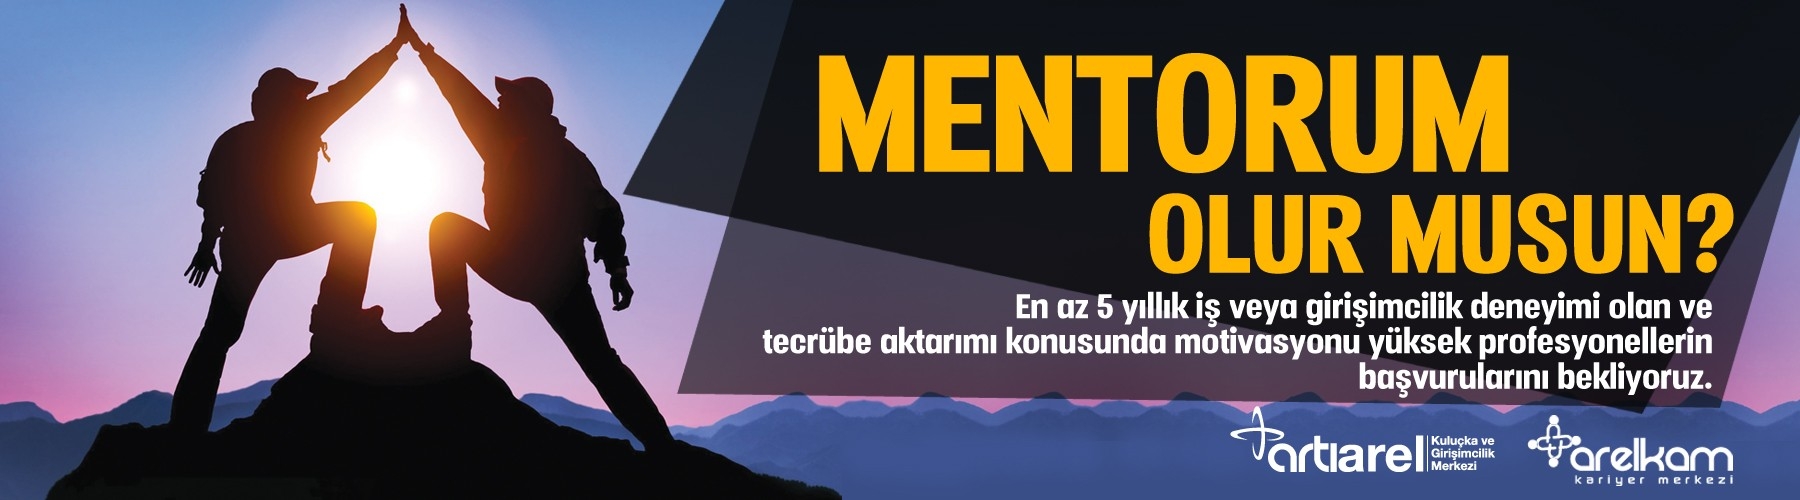 MENTORUM
OLUR MUSUN?
En az 5 yıllık iş veya girişimcilik deneyimi olan ve
tecrübe aktarımı konusunda motivasyonu yüksek profesyonellerin
başvurularını bekliyoruz.
artıarel
Kuluçka ve
Girişimcilik
Merkezi
arelkam
kariyer merkezi